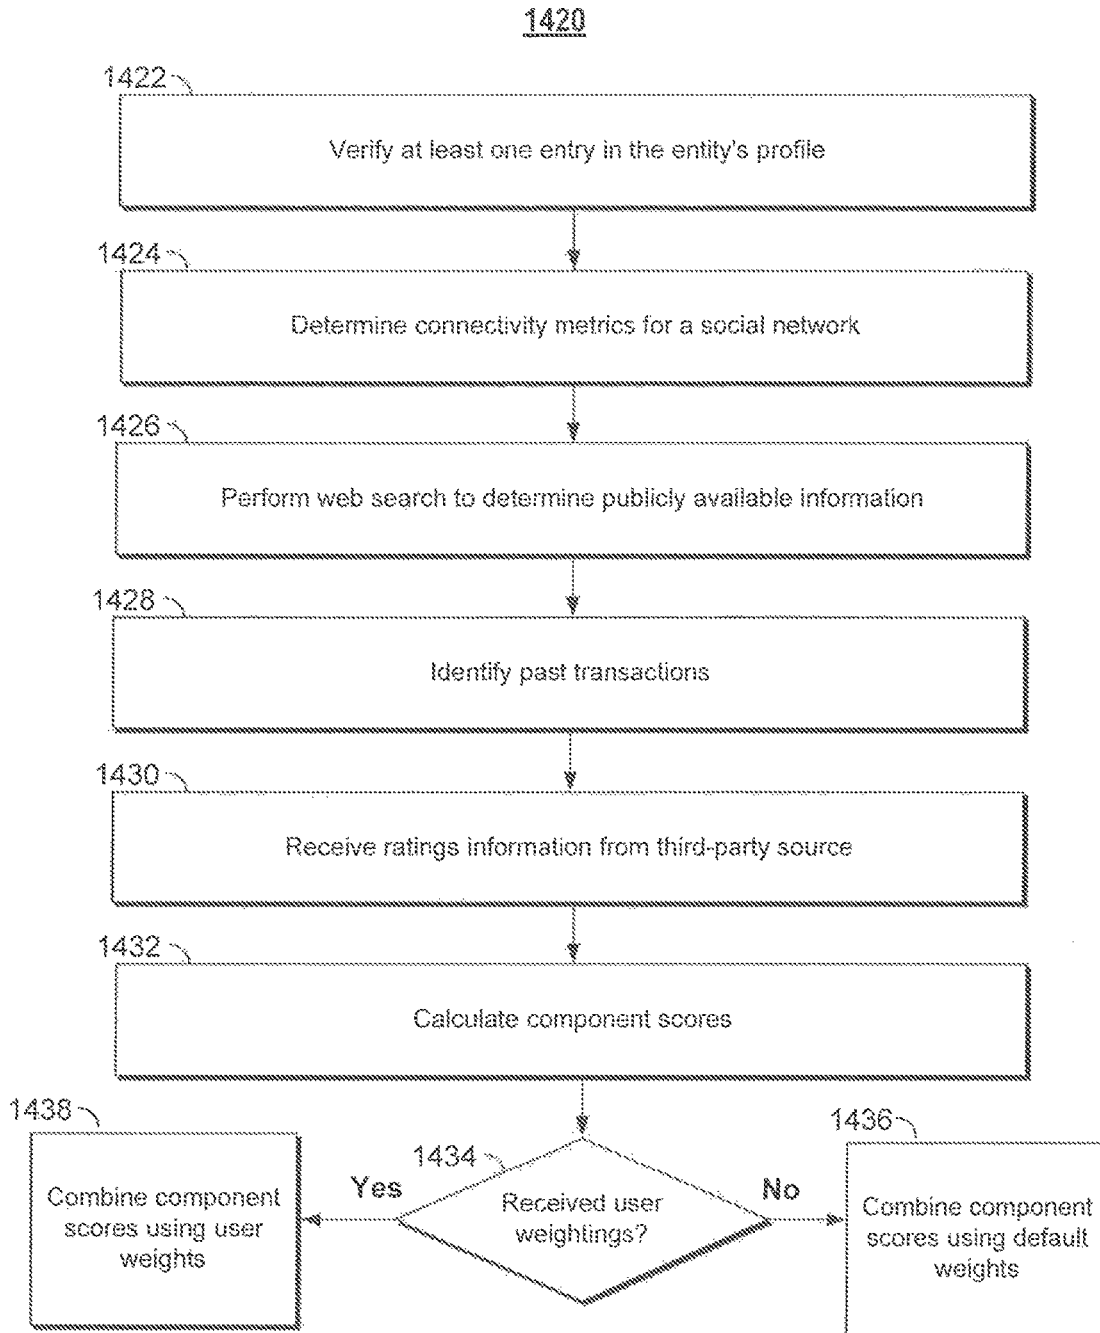 1420
1422
Verify at least one entry in the entity's profile
1424
Determine connectivity metrics for a social network
1426
Perform web search to determine publicly available information
1428
Identify past transactions
1430
Receive ratings information from third-party source
1432
Calculate component scores
1438
Combine component
scores using user
weights
1434
Yes
Received user
weightings?
No
1436
Combine component
scores using default
weights